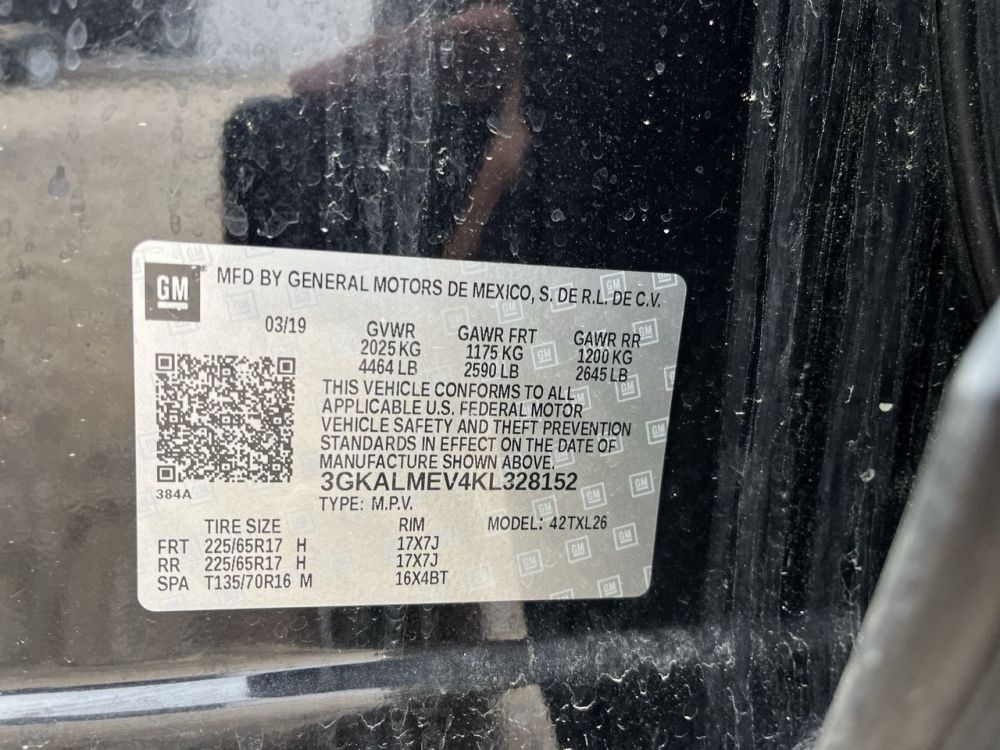 GM MFD BY GENERAL MOTORS DE MEXICO, S. DE R.L. DE C.V.
03/19 GVWR GAWR FRT GAWR RR
2025 KG 1175 KG 1200 KG
4464 LB 2590 LB 2645 LB
THIS VEHICLE CONFORMS TO ALL
APPLICABLE U.S. FEDERAL MOTOR
VEHICLE SAFETY AND THEFT PREVENTION
STANDARDS IN EFFECT ON THE DATE OF
MANUFACTURE SHOWN ABOVE.
3GKALMEV4KL328152
384A
TYPE: M.P.V.
TIRE SIZE RIM MODEL: 42TXL26
FRT 225/65R17 H 17X7J
RR 225/65R17 H 17X7J
SPA T135/70R16 M 16X4BT